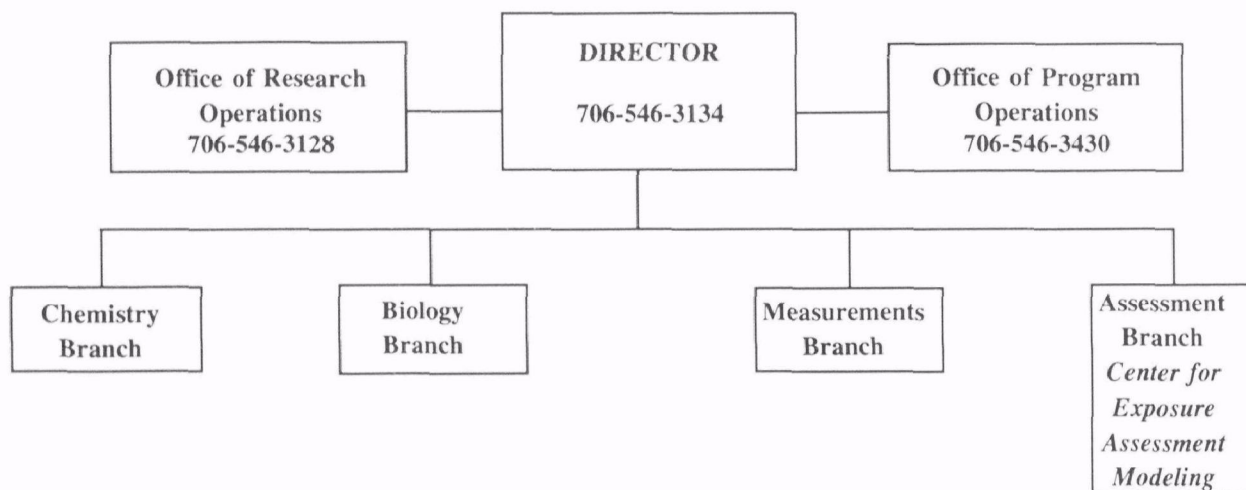 Office of Research
Operations
706-546-3128
DIRECTOR
706-546-3134
Office of Program
Operations
706-546-3430
Chemistry
Branch
Biology
Branch
Measurements
Branch
Assessment
Branch
Center for
Exposure
Assessment
Modeling